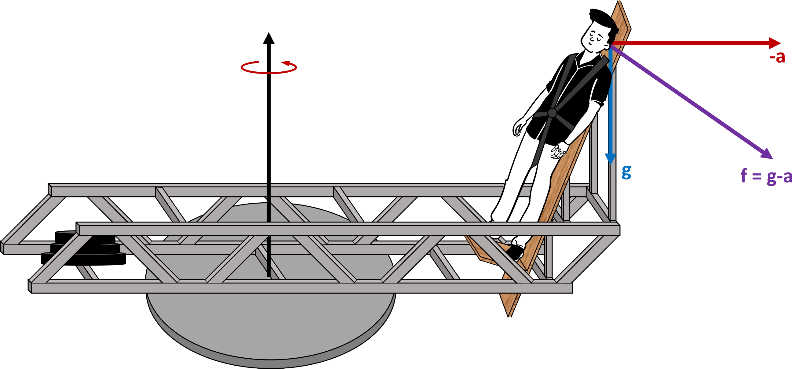 -a
g
f = g-a